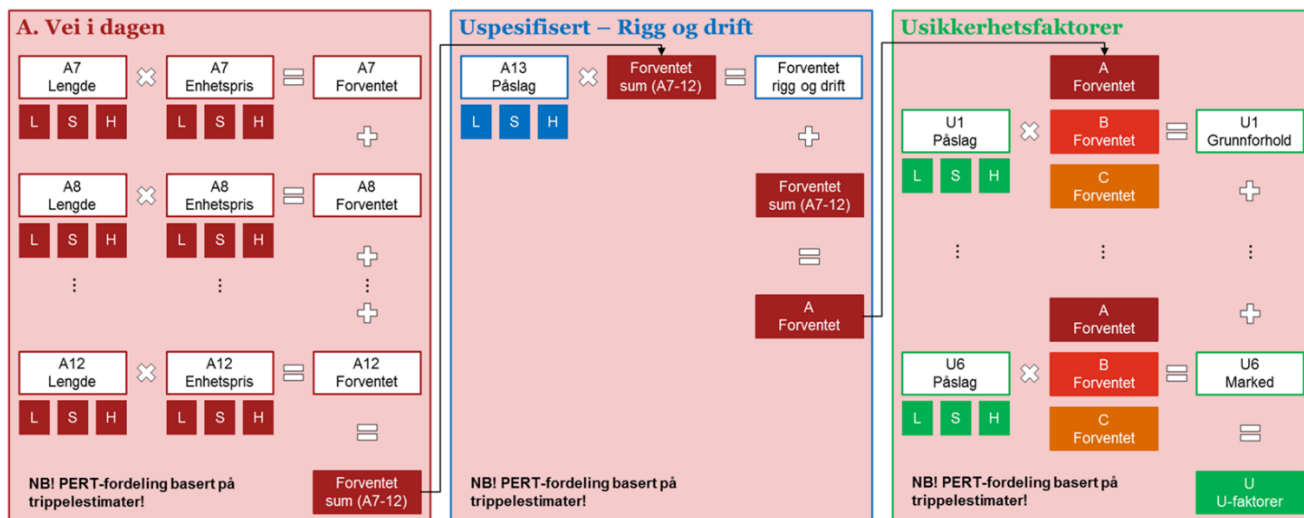 A. Vei i dagen
A7
Lengde
A7
Enhetspris
A7
Forventet
L S H
L S H
A8
Lengde
A8
Enhetspris
A8
Forventet
L S H
L S H
A12
Lengde
A12
Enhetspris
A12
Forventet
L S H
L S H
NB! PERT-fordeling basert på
trippelestimater!
Forventet
sum (A7-12)
Uspesifisert – Rigg og drift
A13
Påslag
Forventet
sum (A7-12)
Forventet
rigg og drift
L S H
Forventet
sum (A7-12)
A
Forventet
NB! PERT-fordeling basert på
trippelestimater!
Usikkerhetsfaktorer
A
Forventet
U1
Påslag
B
Forventet
U1
Grunnforhold
L S H
C
Forventet
A
Forventet
U6
Påslag
B
Forventet
U6
Marked
L S H
C
Forventet
NB! PERT-fordeling basert på
trippelestimater!
U
U-faktorer